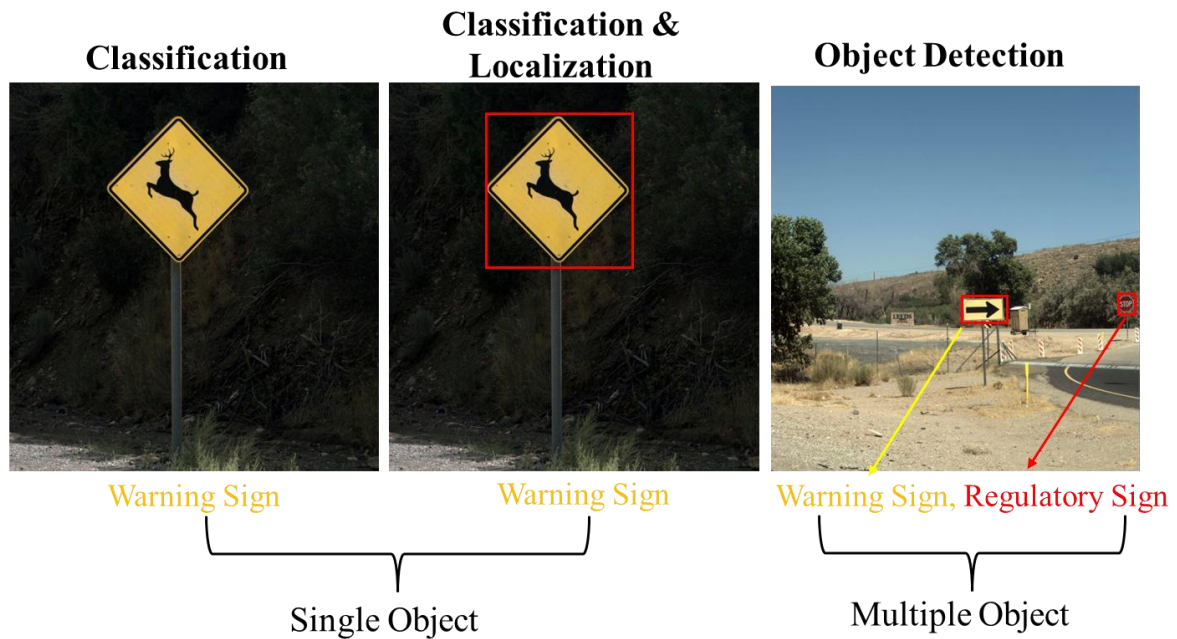 Classification
Classification &
Localization
Object Detection
STOP
Warning Sign
Warning Sign
Warning Sign, Regulatory Sign
Single Object
Multiple Object